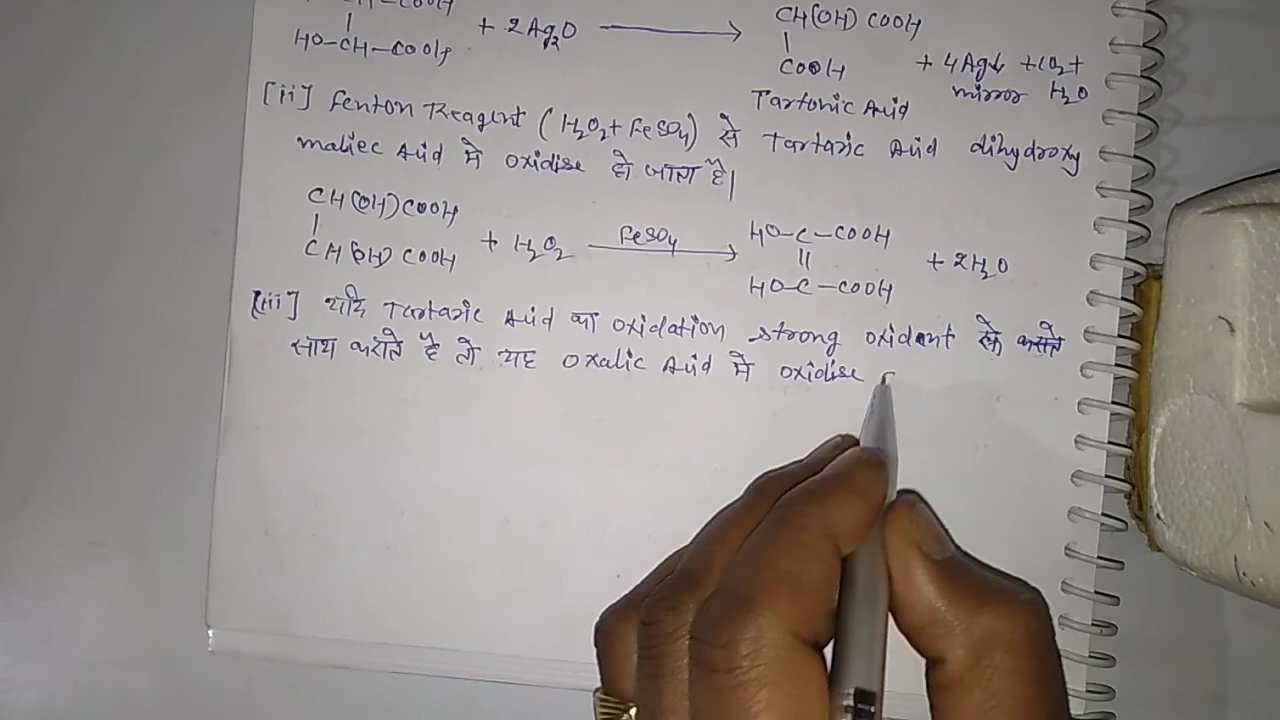 CH-COOH
HO-CH-COOH + 2Ag2O ⟶ CH(OH) COOH
COOH + 4Ag↓ + CO2 +
Tartonic Acid mirror H2O
[ii] Fenton Reagent (H2O2+FeSO4) से Tartaric Acid dihydroxy
maliec Acid मे oxidise हो जाता है।
CH(OH)COOH
CH(OH)COOH + H2O2 FeSO4 ⟶ HO-C-COOH
HO-C-COOH + 2H2O
[iii] यदि Tartaric Acid का oxidation strong oxidant के
साथ कराते है तो यह oxalic Acid मे oxidise